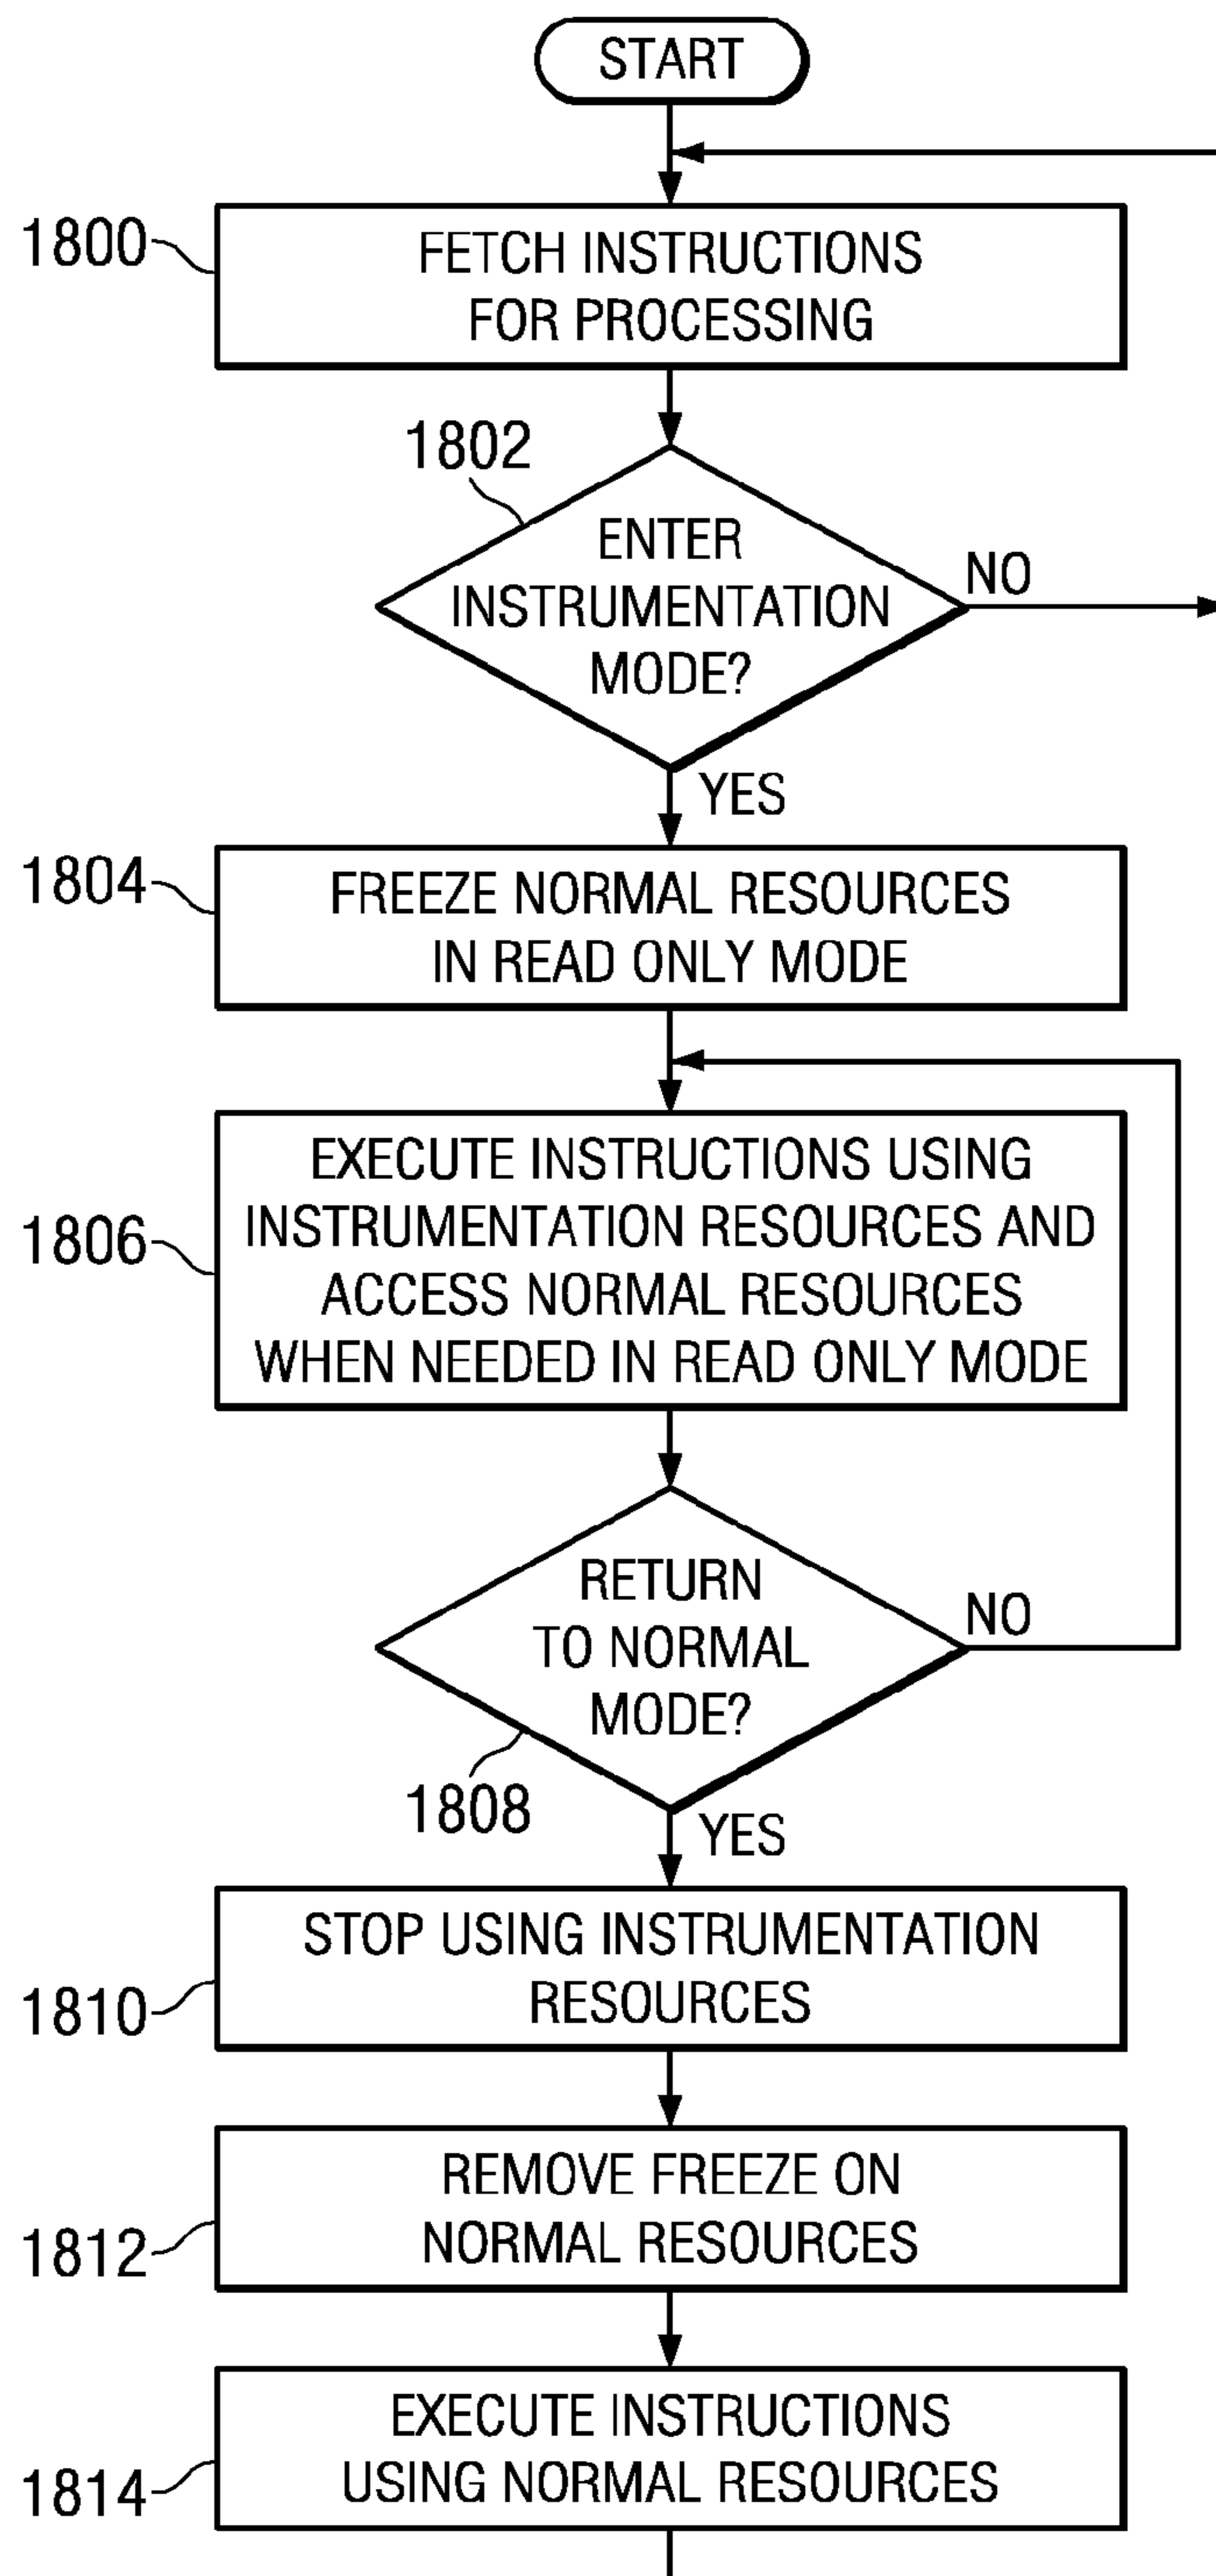 START
1800
FETCH INSTRUCTIONS
FOR PROCESSING
1802
ENTER
INSTRUMENTATION
MODE?
NO
YES
1804
FREEZE NORMAL RESOURCES
IN READ ONLY MODE
1806
EXECUTE INSTRUCTIONS USING
INSTRUMENTATION RESOURCES AND
ACCESS NORMAL RESOURCES
WHEN NEEDED IN READ ONLY MODE
RETURN
TO NORMAL
MODE?
NO
1808
YES
STOP USING INSTRUMENTATION
RESOURCES
1810
REMOVE FREEZE ON
NORMAL RESOURCES
1812
EXECUTE INSTRUCTIONS
USING NORMAL RESOURCES
1814